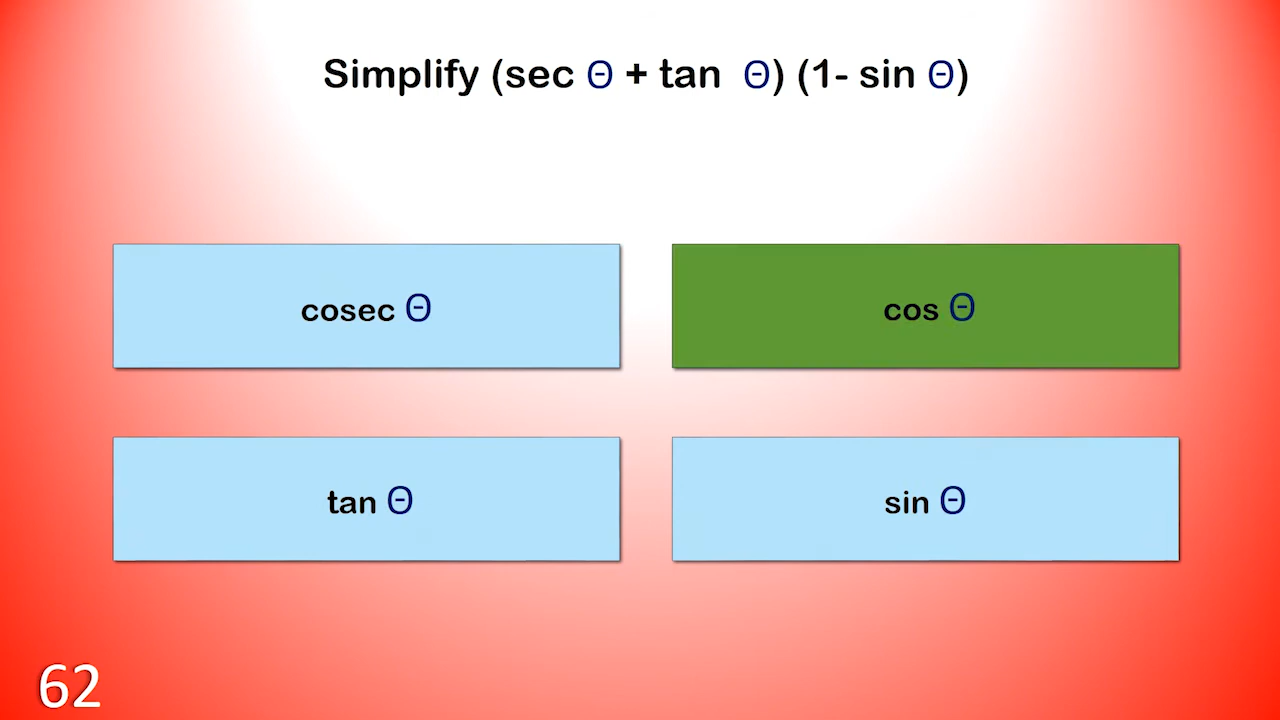 Simplify (sec Θ + tan Θ) (1- sin Θ)
cosec Θ
cos Θ
tan Θ
sin Θ
62